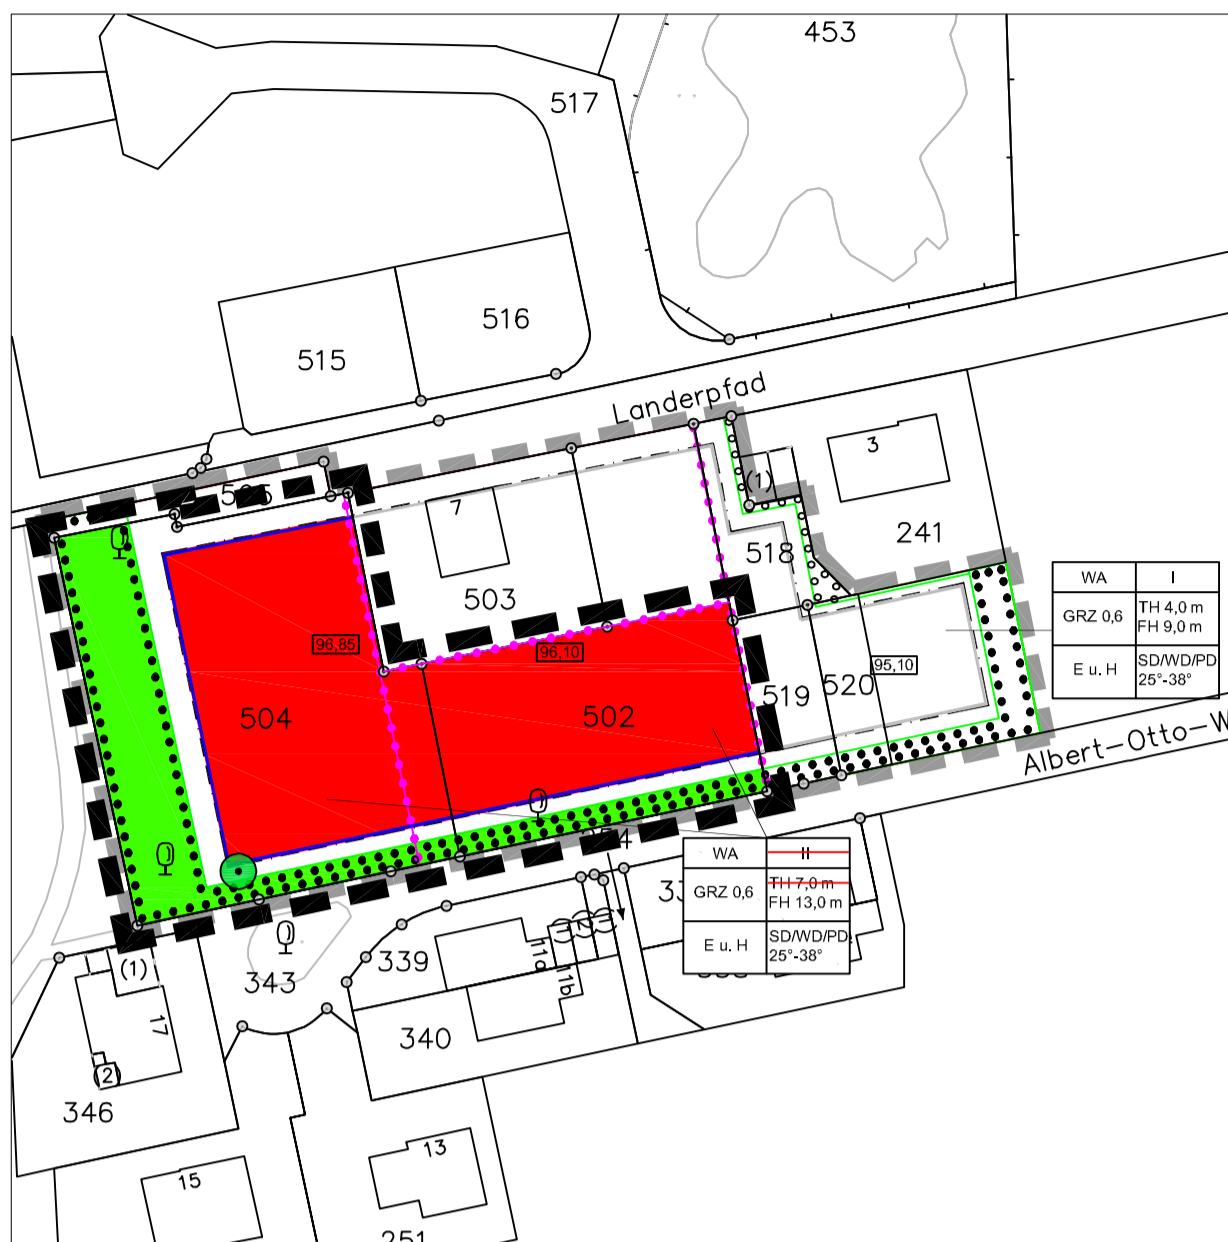 453
517
516
515
Landerpfad
3
(1)
7
518
241
503
WA I
GRZ 0,6 TH 4,0 m
FH 9,0 m
E u. H SD/WD/PD
25°-38°
96,85
96,10
95,10
504
502
519
520
Albert-Otto-W
WA II
GRZ 0,6 TH 7,0 m
FH 13,0 m
E u. H SD/WD/PD
25°-38°
339
11a
11b
(1)
(1)
343
17
(2)
340
346
13
15
251